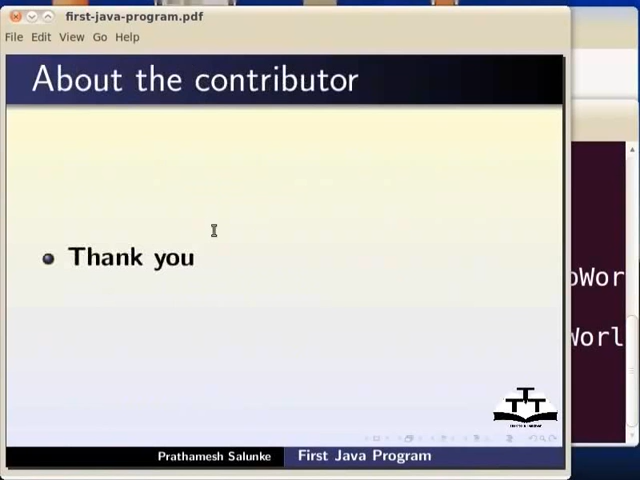 first-java-program.pdf
File Edit View Go Help
About the contributor
Thank you
oWor
Worl
TTT
Prathamesh Salunke First Java Program